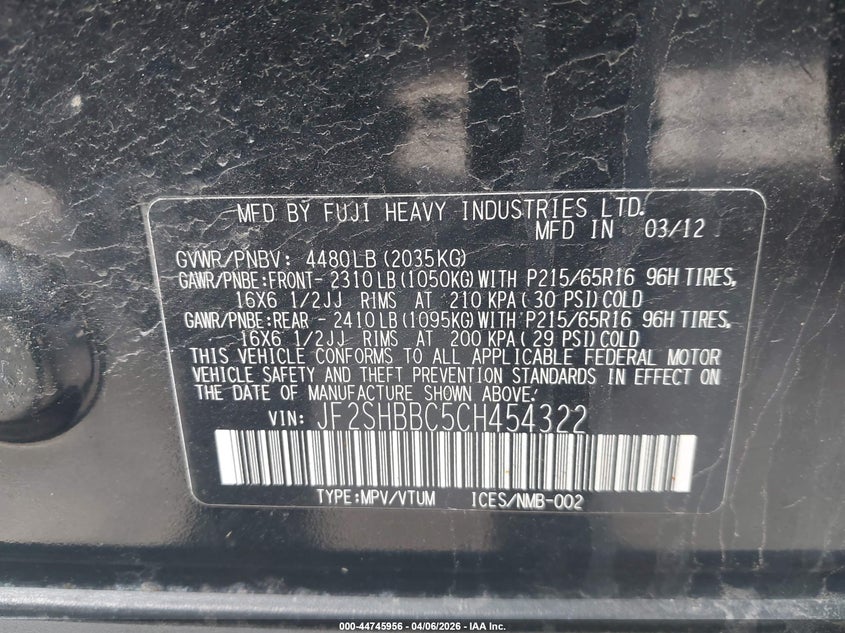 MFD BY FUJI HEAVY INDUSTRIES LTD.
MFD IN 03/12
GVWR/PNBV: 4480LB (2035KG)
GAWR/PNBE:FRONT- 2310LB (1050KG) WITH P215/65R16 96H TIRES,
16X6 1/2JJ RIMS AT 210 KPA ( 30 PSI) COLD
GAWR/PNBE:REAR - 2410LB (1095KG) WITH P215/65R16 96H TIRES,
16X6 1/2JJ RIMS AT 200 KPA ( 29 PSI) COLD
THIS VEHICLE CONFORMS TO ALL APPLICABLE FEDERAL MOTOR
VEHICLE SAFETY AND THEFT PREVENTION STANDARDS IN EFFECT ON
THE DATE OF MANUFACTURE SHOWN ABOVE.
VIN: JF2SHBBC5CH454322
TYPE:MPV/VTUM ICES/NMB-002
000-44745956 - 04/06/2026 - IAA Inc.